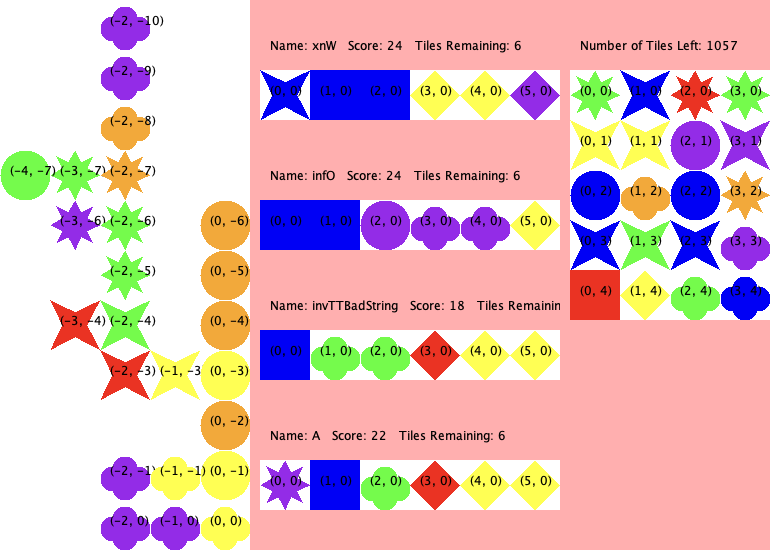 (-2, -10)
(-2, -9)
(-2, -8)
(-4, -7) (-3, -7) (-2, -7)
(-3, -6) (-2, -6) (0, -6)
(-2, -5) (0, -5)
(-3, -4) (-2, -4) (0, -4)
(-2, -3) (-1, -3 (0, -3)
(0, -2)
(-2, -1) (-1, -1) (0, -1)
(-2, 0) (-1, 0) (0, 0)
Name: xnW Score: 24 Tiles Remaining: 6
(0, 0) (1, 0) (2, 0) (3, 0) (4, 0) (5, 0)
Name: infO Score: 24 Tiles Remaining: 6
(0, 0) (1, 0) (2, 0) (3, 0) (4, 0) (5, 0)
Name: invTTBadString Score: 18 Tiles Remainin
(0, 0) (1, 0) (2, 0) (3, 0) (4, 0) (5, 0)
Name: A Score: 22 Tiles Remaining: 6
(0, 0) (1, 0) (2, 0) (3, 0) (4, 0) (5, 0)
Number of Tiles Left: 1057
(0, 0) (1, 0) (2, 0) (3, 0)
(0, 1) (1, 1) (2, 1) (3, 1)
(0, 2) (1, 2) (2, 2) (3, 2)
(0, 3) (1, 3) (2, 3) (3, 3)
(0, 4) (1, 4) (2, 4) (3, 4)